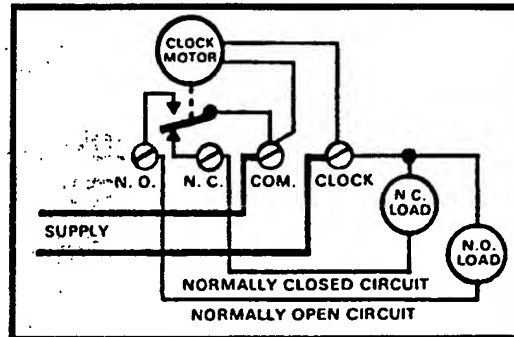 CLOCK
MOTOR
N. O.
N. C.
COM.
CLOCK
N C.
LOAD
SUPPLY
N.O.
LOAD
NORMALLY CLOSED CIRCUIT
NORMALLY OPEN CIRCUIT